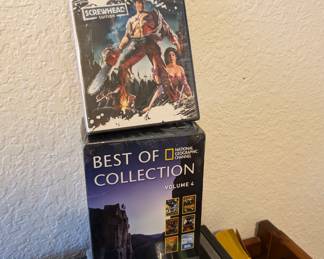 SCREWHEAD
EDITION
BEST OF
NATIONAL
GEOGRAPHIC
CHANNEL
COLLECTION
VOLUME 4